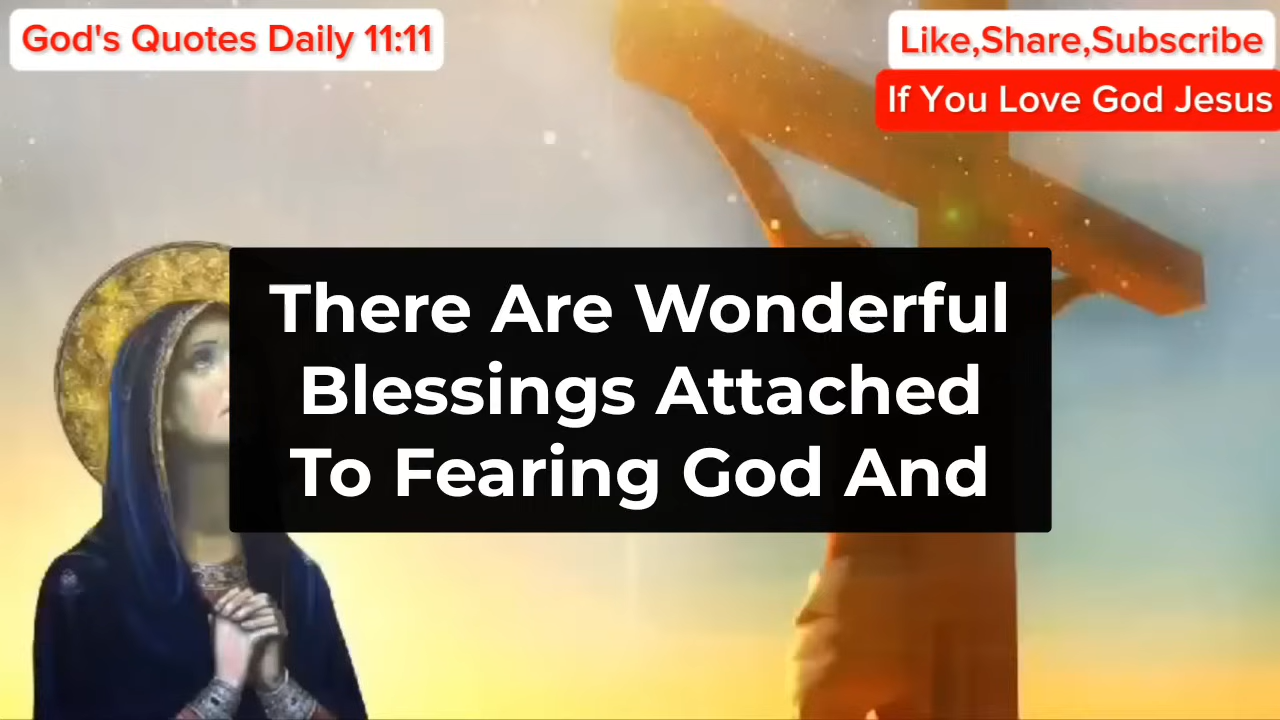 God's Quotes Daily 11:11
Like,Share,Subscribe
If You Love God Jesus
There Are Wonderful
Blessings Attached
To Fearing God And